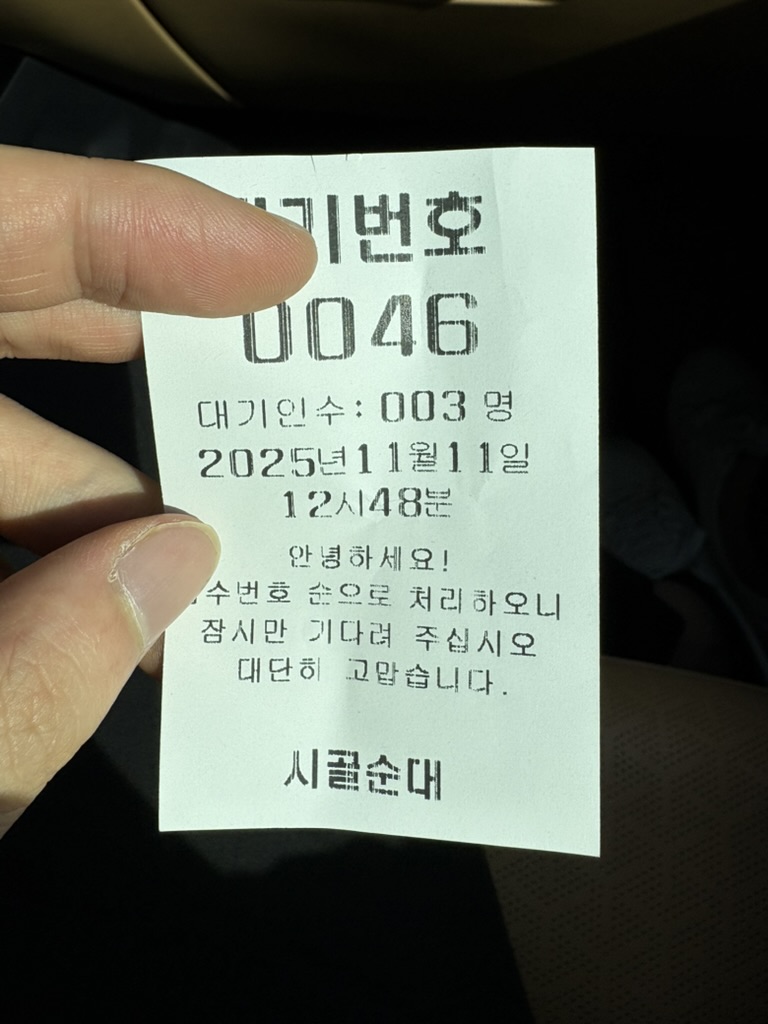 대기번호
0046
대기인수: 003 명
2025년11월11일
12시48분
안녕하세요!
접수번호 순으로 처리하오니
잠시만 기다려 주십시오
대단히 고맙습니다.
시골순대